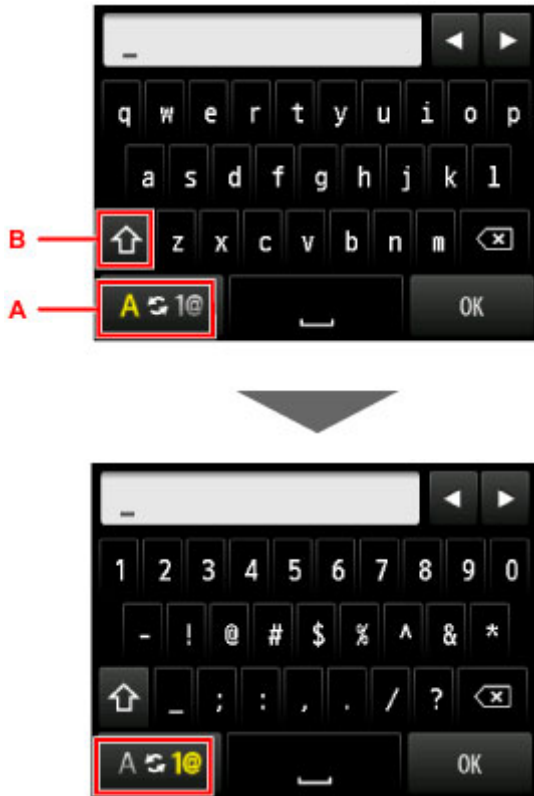 _
q w e r t y u i o p
a s d f g h j k l
B z x c v b n m
A A 1@ OK
_
1 2 3 4 5 6 7 8 9 0
- ! @ # $ % ^ & *
_ ; : , . / ?
A 1@ OK